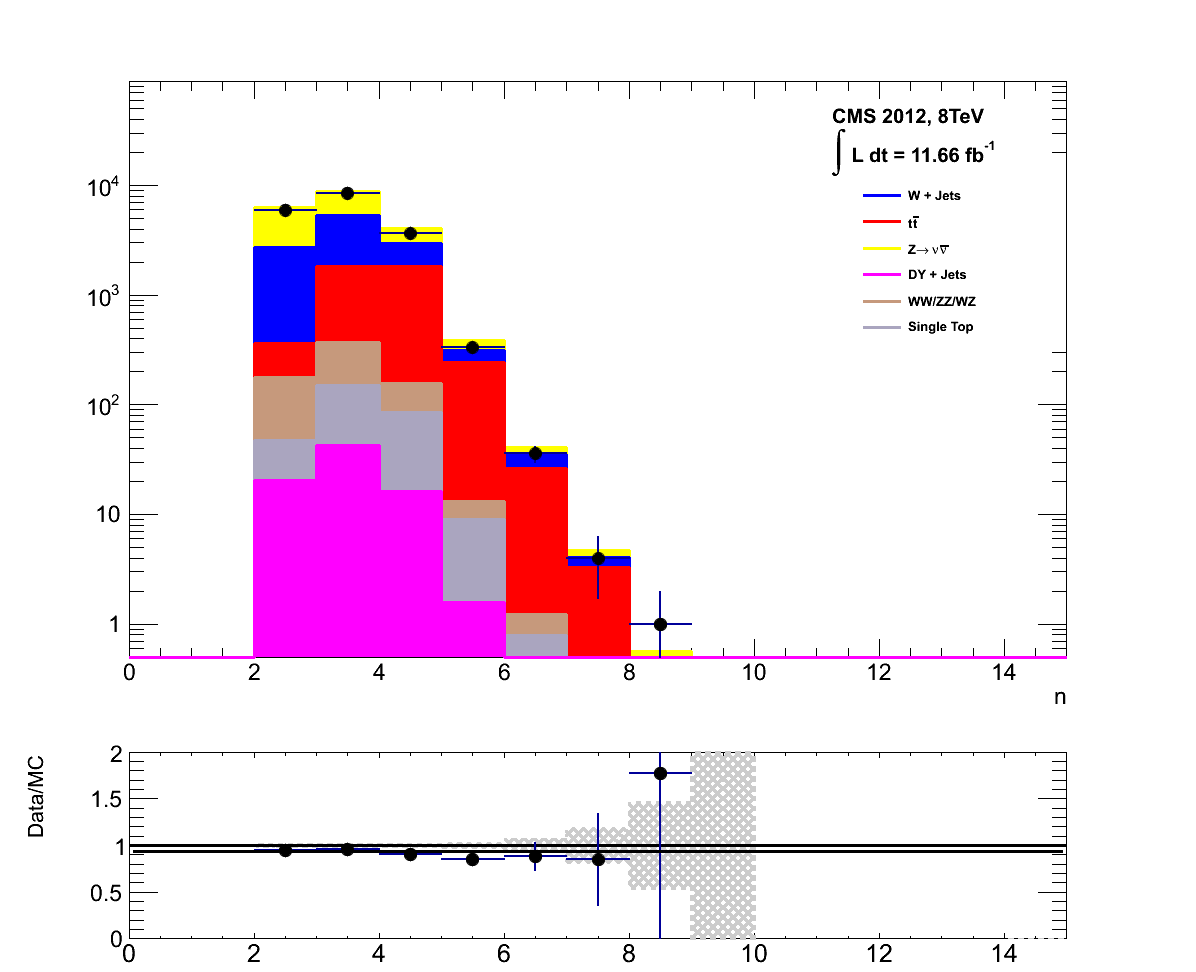 CMS 2012, 8TeV
∫ L dt = 11.66 fb⁻¹
W + Jets
tt̅
Z→ ν ν̅
DY + Jets
WW/ZZ/WZ
Single Top
10⁴
10³
10²
10
1
0 2 4 6 8 10 12 14
n
Data/MC
2
1.5
1
0.5
0
0 2 4 6 8 10 12 14